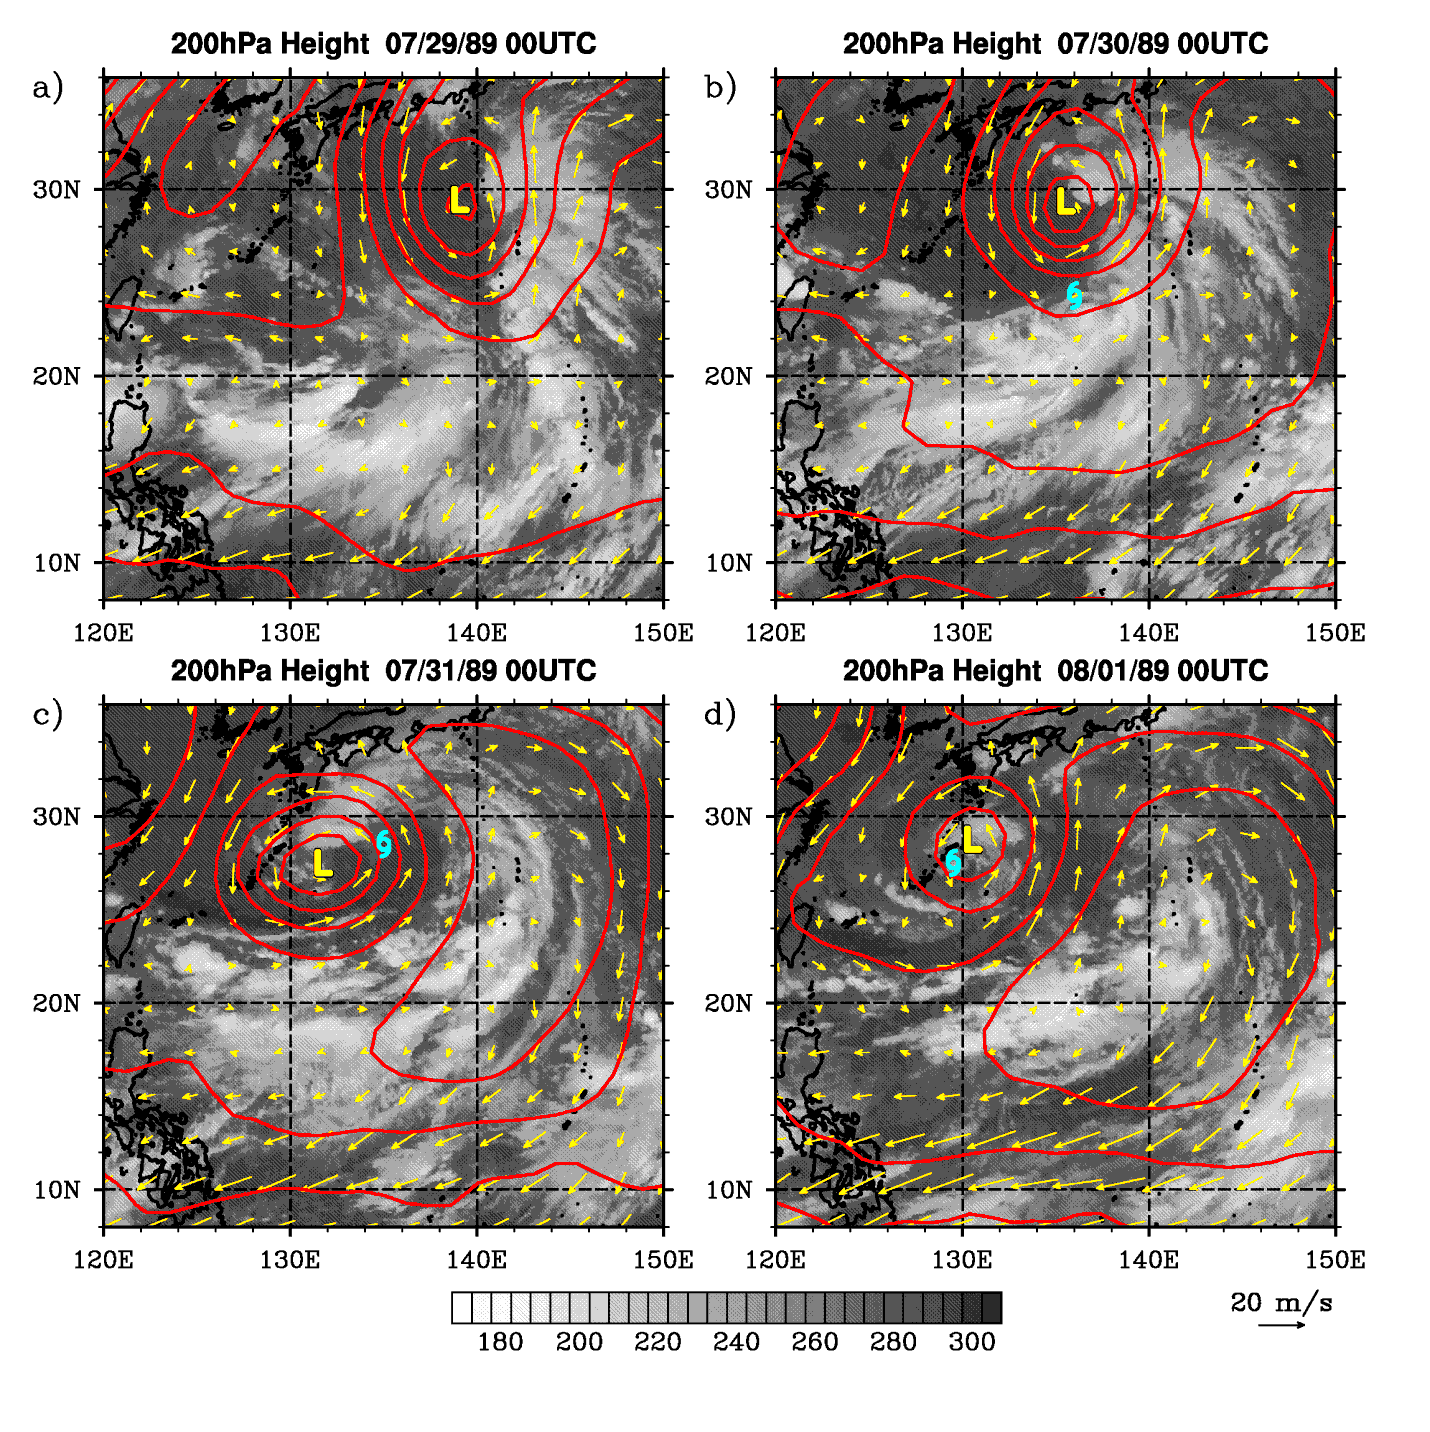 200hPa Height 07/29/89 00UTC
200hPa Height 07/30/89 00UTC
a)
b)
30N
20N
10N
L
30N
20N
10N
L
120E 130E 140E 150E
120E 130E 140E 150E
200hPa Height 07/31/89 00UTC
200hPa Height 08/01/89 00UTC
c)
d)
30N
20N
10N
L
30N
20N
10N
L
120E 130E 140E 150E
120E 130E 140E 150E
180 200 220 240 260 280 300
20 m/s